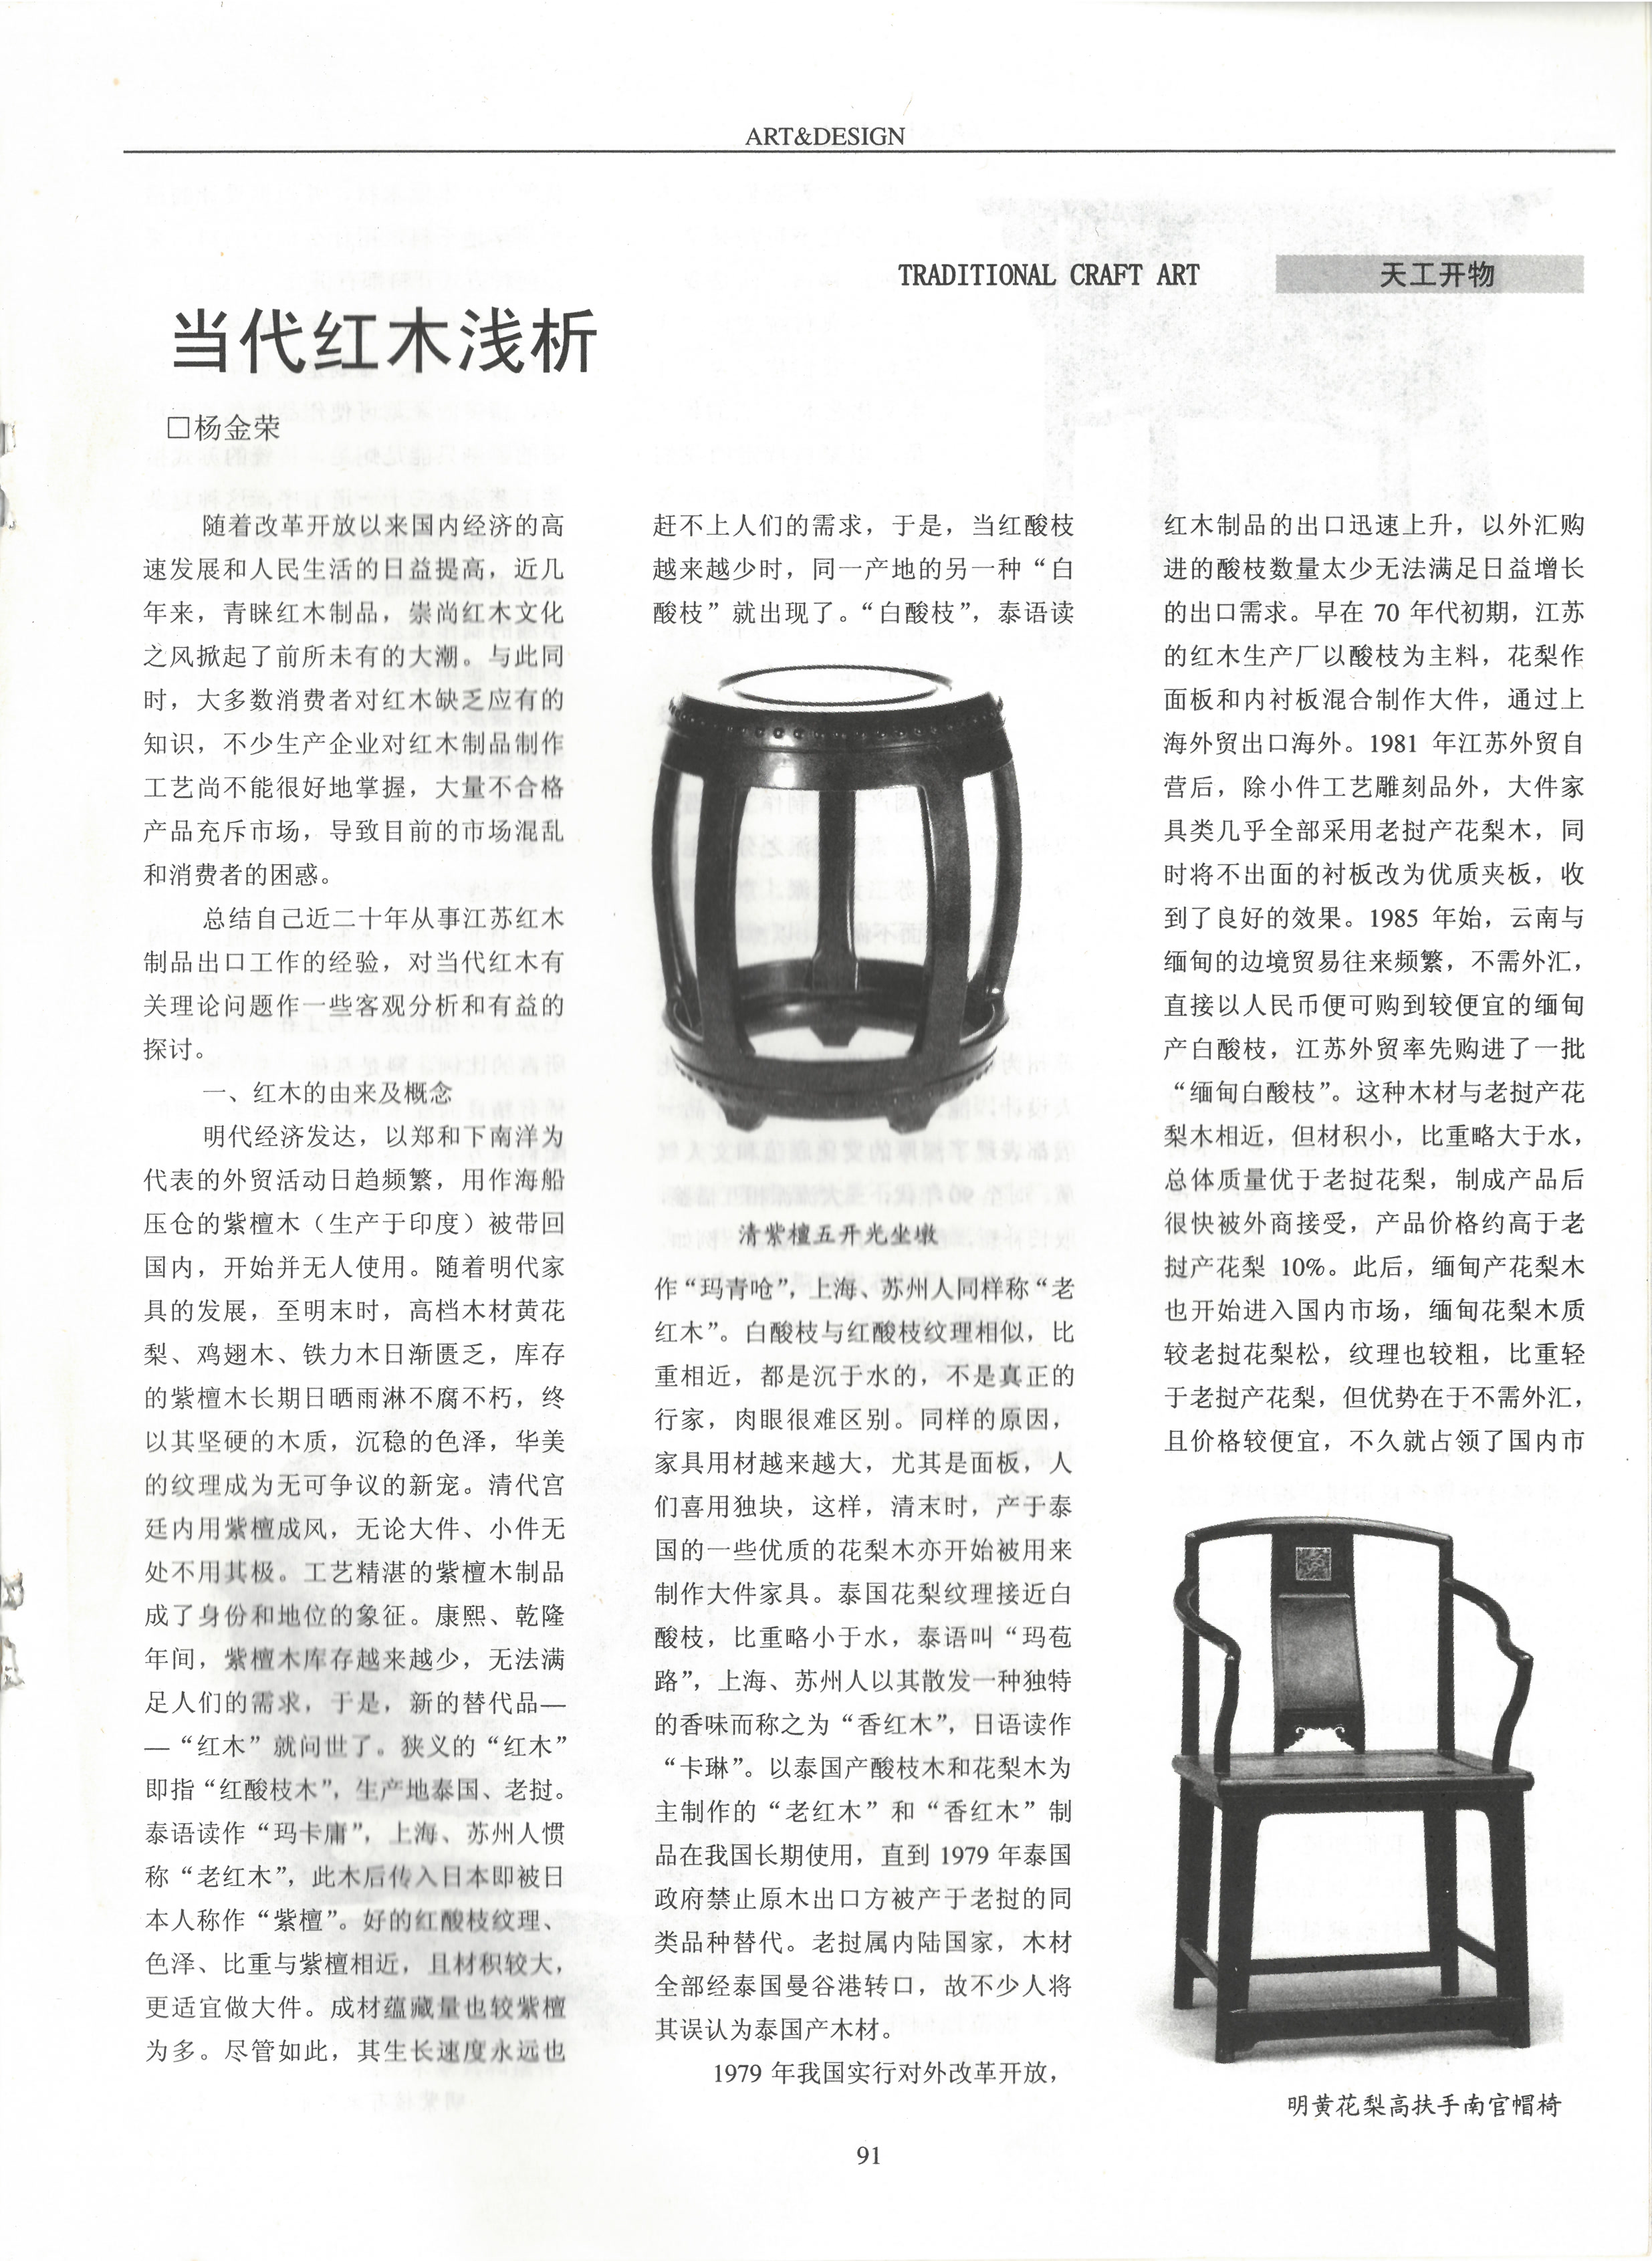 ART&DESIGN
TRADITIONAL CRAFT ART
天工开物
当代红木浅析
□杨金荣
随着改革开放以来国内经济的高
速发展和人民生活的日益提高，近几
年来，青睐红木制品，崇尚红木文化
之风掀起了前所未有的大潮。与此同
时，大多数消费者对红木缺乏应有的
知识，不少生产企业对红木制品制作
工艺尚不能很好地掌握，大量不合格
产品充斥市场，导致目前的市场混乱
和消费者的困惑。
总结自己近二十年从事江苏红木
制品出口工作的经验，对当代红木有
关理论问题作一些客观分析和有益的
探讨。
一、红木的由来及概念
明代经济发达，以郑和下南洋为
代表的外贸活动日趋频繁，用作海船
压仓的紫檀木（生产于印度）被带回
国内，开始并无人使用。随着明代家
具的发展，至明末时，高档木材黄花
梨、鸡翅木、铁力木日渐匮乏，库存
的紫檀木长期日晒雨淋不腐不朽，终
以其坚硬的木质，沉稳的色泽，华美
的纹理成为无可争议的新宠。清代宫
廷内用紫檀成风，无论大件、小件无
处不用其极。工艺精湛的紫檀木制品
成了身份和地位的象征。康熙、乾隆
年间，紫檀木库存越来越少，无法满
足人们的需求，于是，新的替代品—
—“红木”就问世了。狭义的“红木”
即指“红酸枝木”，生产地泰国、老挝。
泰语读作“玛卡庸”，上海、苏州人惯
称“老红木”，此木后传入日本即被日
本人称作“紫檀”。好的红酸枝纹理、
色泽、比重与紫檀相近，且材积较大，
更适宜做大件。成材蕴藏量也较紫檀
为多。尽管如此，其生长速度永远也
赶不上人们的需求，于是，当红酸枝
越来越少时，同一产地的另一种“白
酸枝”就出现了。“白酸枝”，泰语读
清紫檀五开光坐墩
作“玛青呛”，上海、苏州人同样称“老
红木”。白酸枝与红酸枝纹理相似，比
重相近，都是沉于水的，不是真正的
行家，肉眼很难区别。同样的原因，
家具用材越来越大，尤其是面板，人
们喜用独块，这样，清末时，产于泰
国的一些优质的花梨木亦开始被用来
制作大件家具。泰国花梨纹理接近白
酸枝，比重略小于水，泰语叫“玛苞
路”，上海、苏州人以其散发一种独特
的香味而称之为“香红木”，日语读作
“卡琳”。以泰国产酸枝木和花梨木为
主制作的“老红木”和“香红木”制
品在我国长期使用，直到 1979 年泰国
政府禁止原木出口方被产于老挝的同
类品种替代。老挝属内陆国家，木材
全部经泰国曼谷港转口，故不少人将
其误认为泰国产木材。
1979 年我国实行对外改革开放，
红木制品的出口迅速上升，以外汇购
进的酸枝数量太少无法满足日益增长
的出口需求。早在 70 年代初期，江苏
的红木生产厂以酸枝为主料，花梨作
面板和内衬板混合制作大件，通过上
海外贸出口海外。1981 年江苏外贸自
营后，除小件工艺雕刻品外，大件家
具类几乎全部采用老挝产花梨木，同
时将不出面的衬板改为优质夹板，收
到了良好的效果。1985 年始，云南与
缅甸的边境贸易往来频繁，不需外汇，
直接以人民币便可购到较便宜的缅甸
产白酸枝，江苏外贸率先购进了一批
“缅甸白酸枝”。这种木材与老挝产花
梨木相近，但材积小，比重略大于水，
总体质量优于老挝花梨，制成产品后
很快被外商接受，产品价格约高于老
挝产花梨 10%。此后，缅甸产花梨木
也开始进入国内市场，缅甸花梨木质
较老挝花梨松，纹理也较粗，比重轻
于老挝产花梨，但优势在于不需外汇，
且价格较便宜，不久就占领了国内市
明黄花梨高扶手南官帽椅
91